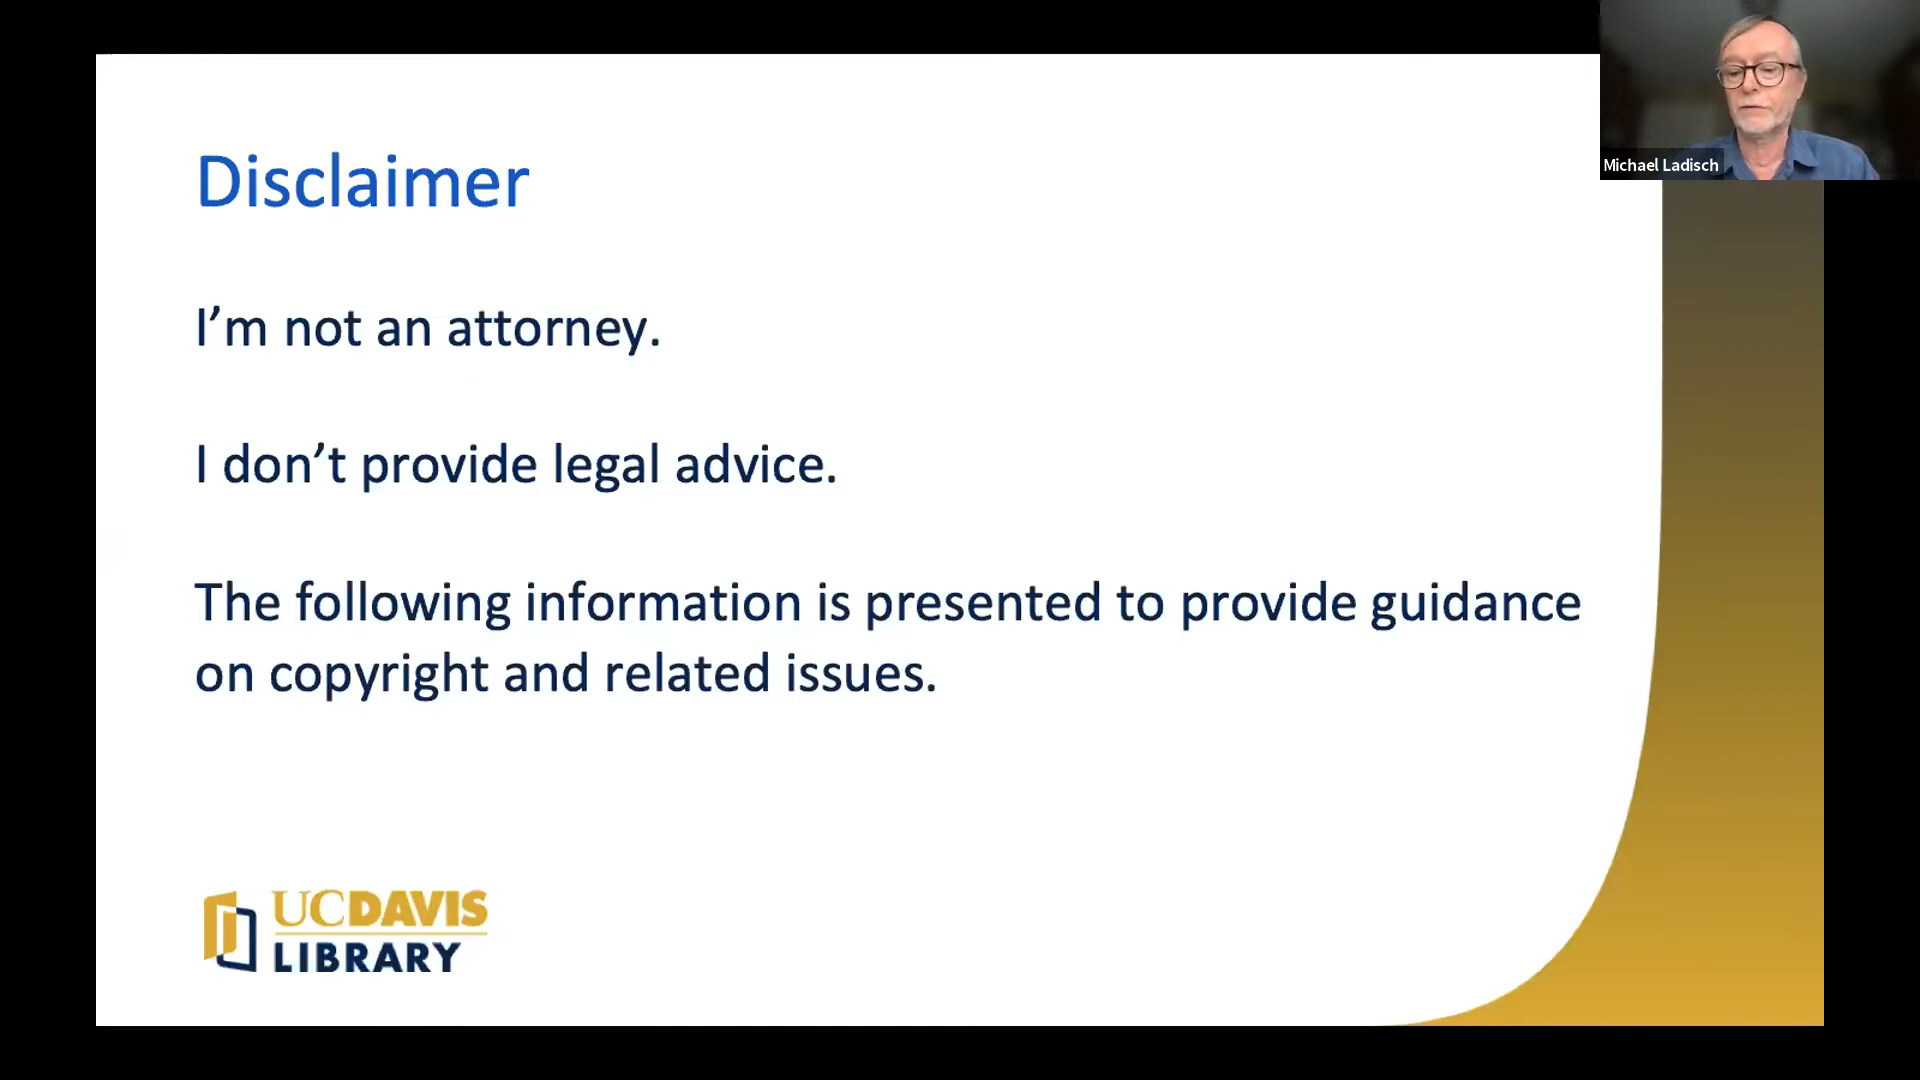 Disclaimer
I’m not an attorney.
I don’t provide legal advice.
The following information is presented to provide guidance
on copyright and related issues.
UCDAVIS
LIBRARY
Michael Ladisch